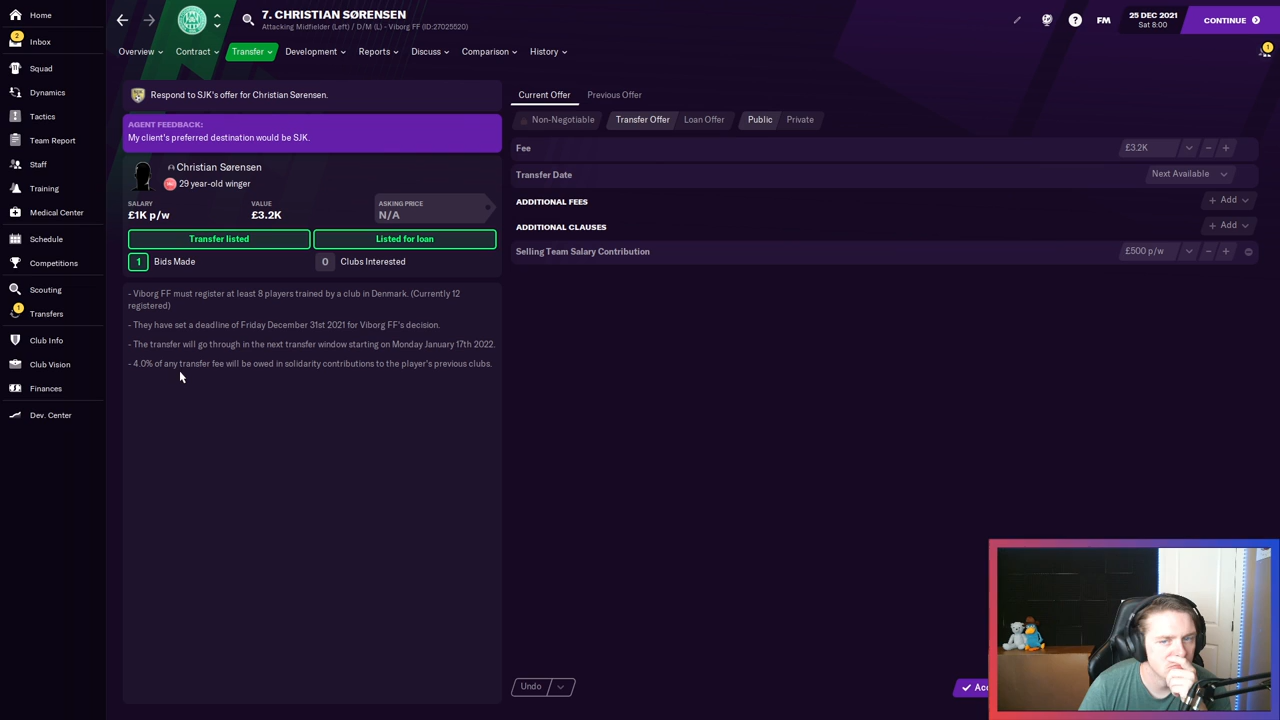 Home
2
Inbox
Squad
Dynamics
Tactics
Team Report
Staff
Training
Medical Center
Schedule
Competitions
Scouting
1
Transfers
Club Info
Club Vision
Finances
Dev. Center
7. CHRISTIAN SØRENSEN
Attacking Midfielder (Left) / D/M (L) - Viborg FF (ID:27025520)
? FM
25 DEC 2021
Sat 8:00
CONTINUE
Overview Contract Transfer Development Reports Discuss Comparison History
1
Respond to SJK's offer for Christian Sørensen.
AGENT FEEDBACK:
My client's preferred destination would be SJK.
Christian Sørensen
29 year-old winger
SALARY VALUE ASKING PRICE
£1K p/w £3.2K N/A
Transfer listed Listed for loan
1 Bids Made 0 Clubs Interested
- Viborg FF must register at least 8 players trained by a club in Denmark. (Currently 12
registered)
- They have set a deadline of Friday December 31st 2021 for Viborg FF's decision.
- The transfer will go through in the next transfer window starting on Monday January 17th 2022.
- 4.0% of any transfer fee will be owed in solidarity contributions to the player's previous clubs.
Current Offer Previous Offer
Non-Negotiable Transfer Offer Loan Offer Public Private
Fee £3.2K − +
Transfer Date Next Available
ADDITIONAL FEES + Add
ADDITIONAL CLAUSES + Add
Selling Team Salary Contribution £500 p/w − +
Undo
Acc